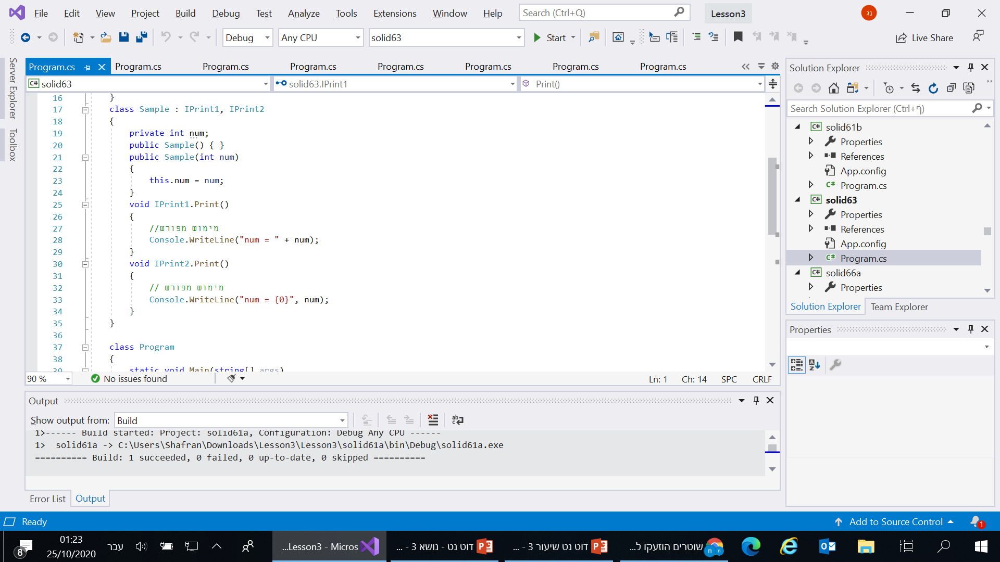 File Edit View Project Build Debug Test Analyze Tools Extensions Window Help Search (Ctrl+Q) Lesson3 נג
Debug Any CPU solid63 Start Live Share
Server Explorer
Toolbox
Program.cs Program.cs Program.cs Program.cs Program.cs Program.cs Program.cs Program.cs
solid63 solid63.IPrint1 Print()
16 }
17 class Sample : IPrint1, IPrint2
18 {
19 private int num;
20 public Sample() { }
21 public Sample(int num)
22 {
23 this.num = num;
24 }
25 void IPrint1.Print()
26 {
27 //מימוש מפורש
28 Console.WriteLine("num = " + num);
29 }
30 void IPrint2.Print()
31 {
32 // מימוש מפורש
33 Console.WriteLine("num = {0}", num);
34 }
35 }
36
37 class Program
38 {
39 static void Main(string[] args)
90 % No issues found Ln: 1 Ch: 14 SPC CRLF
Output
Show output from: Build
1>------ Build started: Project: solid61a, Configuration: Debug Any CPU ------
1> solid61a -> C:\Users\Shafran\Downloads\Lesson3\Lesson3\solid61a\bin\Debug\solid61a.exe
========== Build: 1 succeeded, 0 failed, 0 up-to-date, 0 skipped ==========
Error List Output
Solution Explorer
Search Solution Explorer (Ctrl+ף)
solid61b
Properties
References
App.config
Program.cs
solid63
Properties
References
App.config
Program.cs
solid66a
Properties
Solution Explorer Team Explorer
Properties
Ready Add to Source Control 1
8 01:23
25/10/2020
עבר
...Lesson3 - Micros
דוט נט - נושא 3 - ...
דוט נט שיעור 3 - ...
שוטרים הוזעקו ל...